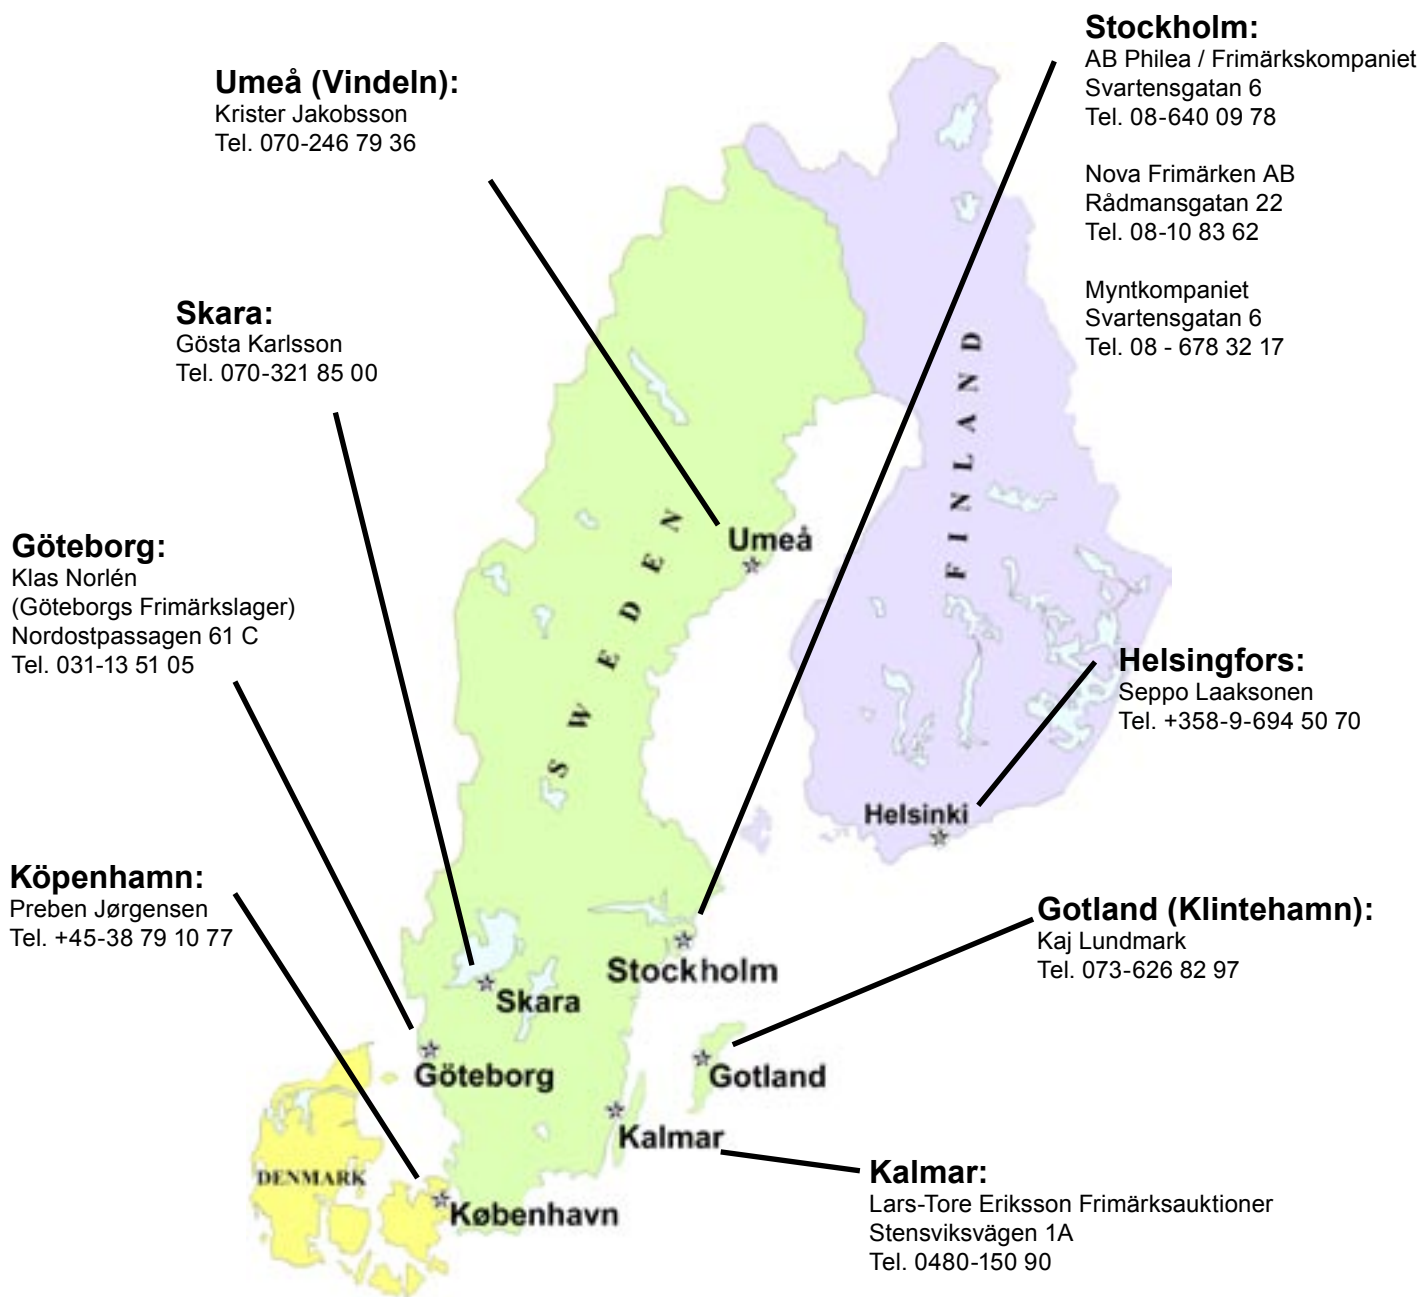 Stockholm:
AB Philea / Frimärkskompaniet
Svartensgatan 6
Tel. 08-640 09 78
Nova Frimärken AB
Rådmansgatan 22
Tel. 08-10 83 62
Myntkompaniet
Svartensgatan 6
Tel. 08 - 678 32 17
Umeå (Vindeln):
Krister Jakobsson
Tel. 070-246 79 36
Skara:
Gösta Karlsson
Tel. 070-321 85 00
Göteborg:
Klas Norlén
(Göteborgs Frimärkslager)
Nordostpassagen 61 C
Tel. 031-13 51 05
Köpenhamn:
Preben Jørgensen
Tel. +45-38 79 10 77
Helsingfors:
Seppo Laaksonen
Tel. +358-9-694 50 70
Gotland (Klintehamn):
Kaj Lundmark
Tel. 073-626 82 97
Kalmar:
Lars-Tore Eriksson Frimärksauktioner
Stensviksvägen 1A
Tel. 0480-150 90
SWEDEN
FINLAND
DENMARK
Umeå
Helsinki
Stockholm
Skara
Göteborg
Gotland
Kalmar
København